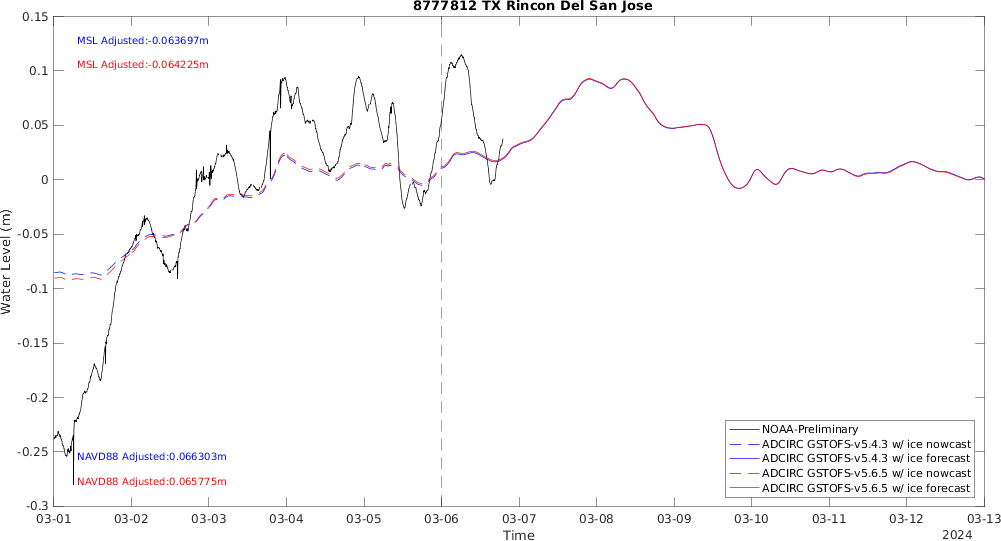 8777812 TX Rincon Del San Jose
MSL Adjusted:-0.063697m
MSL Adjusted:-0.064225m
NAVD88 Adjusted:0.066303m
NAVD88 Adjusted:0.065775m
Water Level (m)
0.15
0.1
0.05
0
-0.05
-0.1
-0.15
-0.2
-0.25
-0.3
NOAA-Preliminary
ADCIRC GSTOFS-v5.4.3 w/ ice nowcast
ADCIRC GSTOFS-v5.4.3 w/ ice forecast
ADCIRC GSTOFS-v5.6.5 w/ ice nowcast
ADCIRC GSTOFS-v5.6.5 w/ ice forecast
03-01 03-02 03-03 03-04 03-05 03-06 03-07 03-08 03-09 03-10 03-11 03-12 03-13
Time
2024